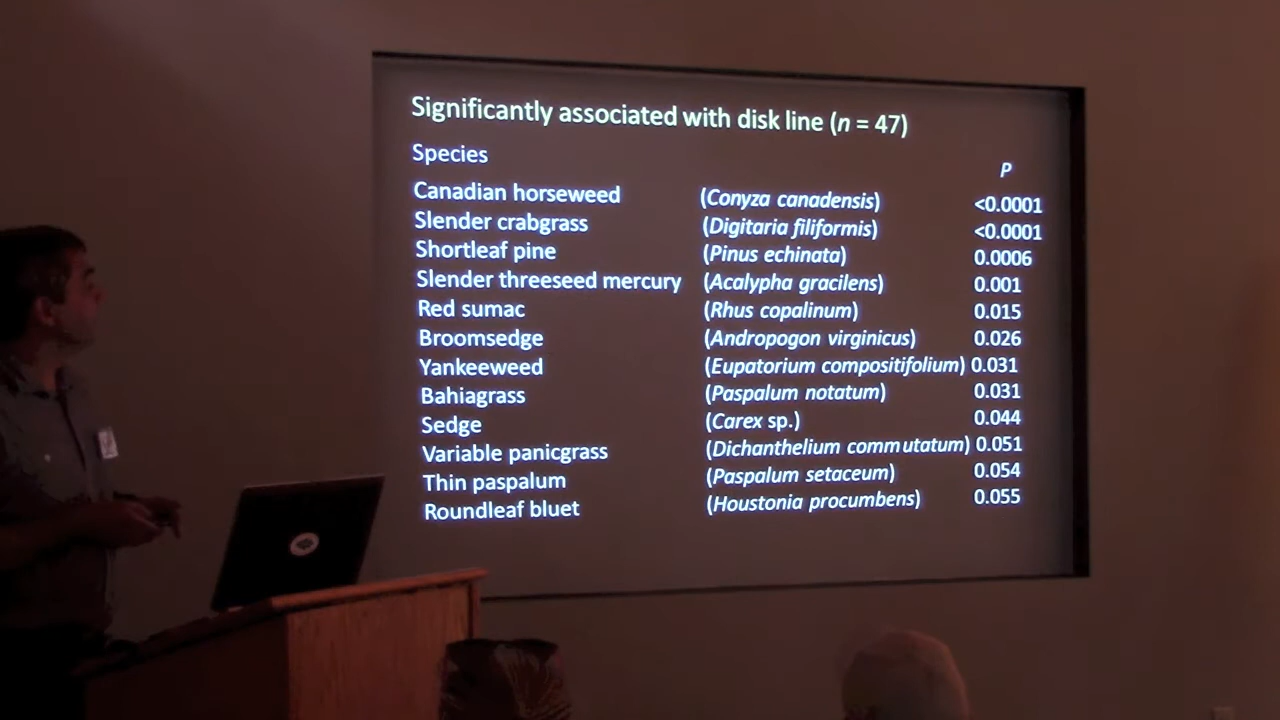 Significantly associated with disk line (n = 47)
Species P
Canadian horseweed (Conyza canadensis) <0.0001
Slender crabgrass (Digitaria filiformis) <0.0001
Shortleaf pine (Pinus echinata) 0.0006
Slender threeseed mercury (Acalypha gracilens) 0.001
Red sumac (Rhus copalinum) 0.015
Broomsedge (Andropogon virginicus) 0.026
Yankeeweed (Eupatorium compositifolium) 0.031
Bahiagrass (Paspalum notatum) 0.031
Sedge (Carex sp.) 0.044
Variable panicgrass (Dichanthelium commutatum) 0.051
Thin paspalum (Paspalum setaceum) 0.054
Roundleaf bluet (Houstonia procumbens) 0.055